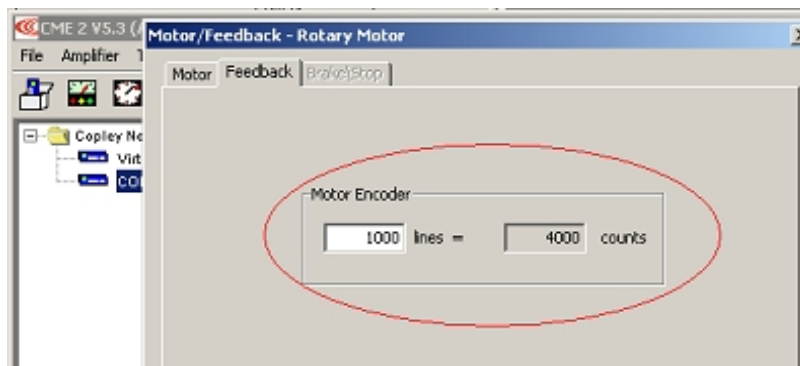 CME 2 V5.3 (
Motor/Feedback - Rotary Motor
File Amplifier
Motor Feedback Brake\Stop
Copley Ne
Virt
Motor Encoder
1000 lines = 4000 counts